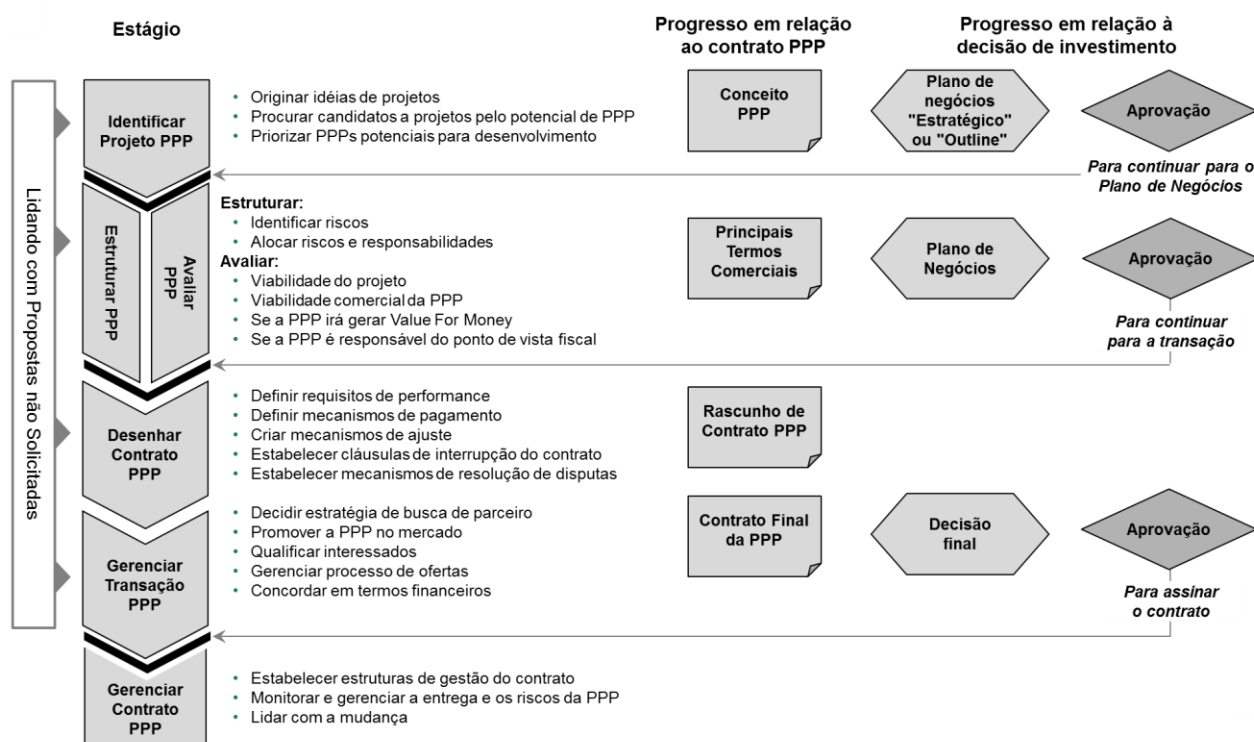 Estágio
Progresso em relação
ao contrato PPP
Progresso em relação à
decisão de investimento
Lidando com Propostas não Solicitadas
Identificar
Projeto PPP
• Originar idéias de projetos
• Procurar candidatos a projetos pelo potencial de PPP
• Priorizar PPPs potenciais para desenvolvimento
Conceito
PPP
Plano de
negócios
"Estratégico"
ou "Outline"
Aprovação
Para continuar para o
Plano de Negócios
Estruturar PPP
Avaliar
PPP
Estruturar:
• Identificar riscos
• Alocar riscos e responsabilidades
Avaliar:
• Viabilidade do projeto
• Viabilidade comercial da PPP
• Se a PPP irá gerar Value For Money
• Se a PPP é responsável do ponto de vista fiscal
Principais
Termos
Comerciais
Plano de
Negócios
Aprovação
Para continuar
para a transação
Desenhar
Contrato
PPP
• Definir requisitos de performance
• Definir mecanismos de pagamento
• Criar mecanismos de ajuste
• Estabelecer cláusulas de interrupção do contrato
• Estabelecer mecanismos de resolução de disputas
Rascunho de
Contrato PPP
Gerenciar
Transação
PPP
• Decidir estratégia de busca de parceiro
• Promover a PPP no mercado
• Qualificar interessados
• Gerenciar processo de ofertas
• Concordar em termos financeiros
Contrato Final
da PPP
Decisão
final
Aprovação
Para assinar
o contrato
Gerenciar
Contrato
PPP
• Estabelecer estruturas de gestão do contrato
• Monitorar e gerenciar a entrega e os riscos da PPP
• Lidar com a mudança